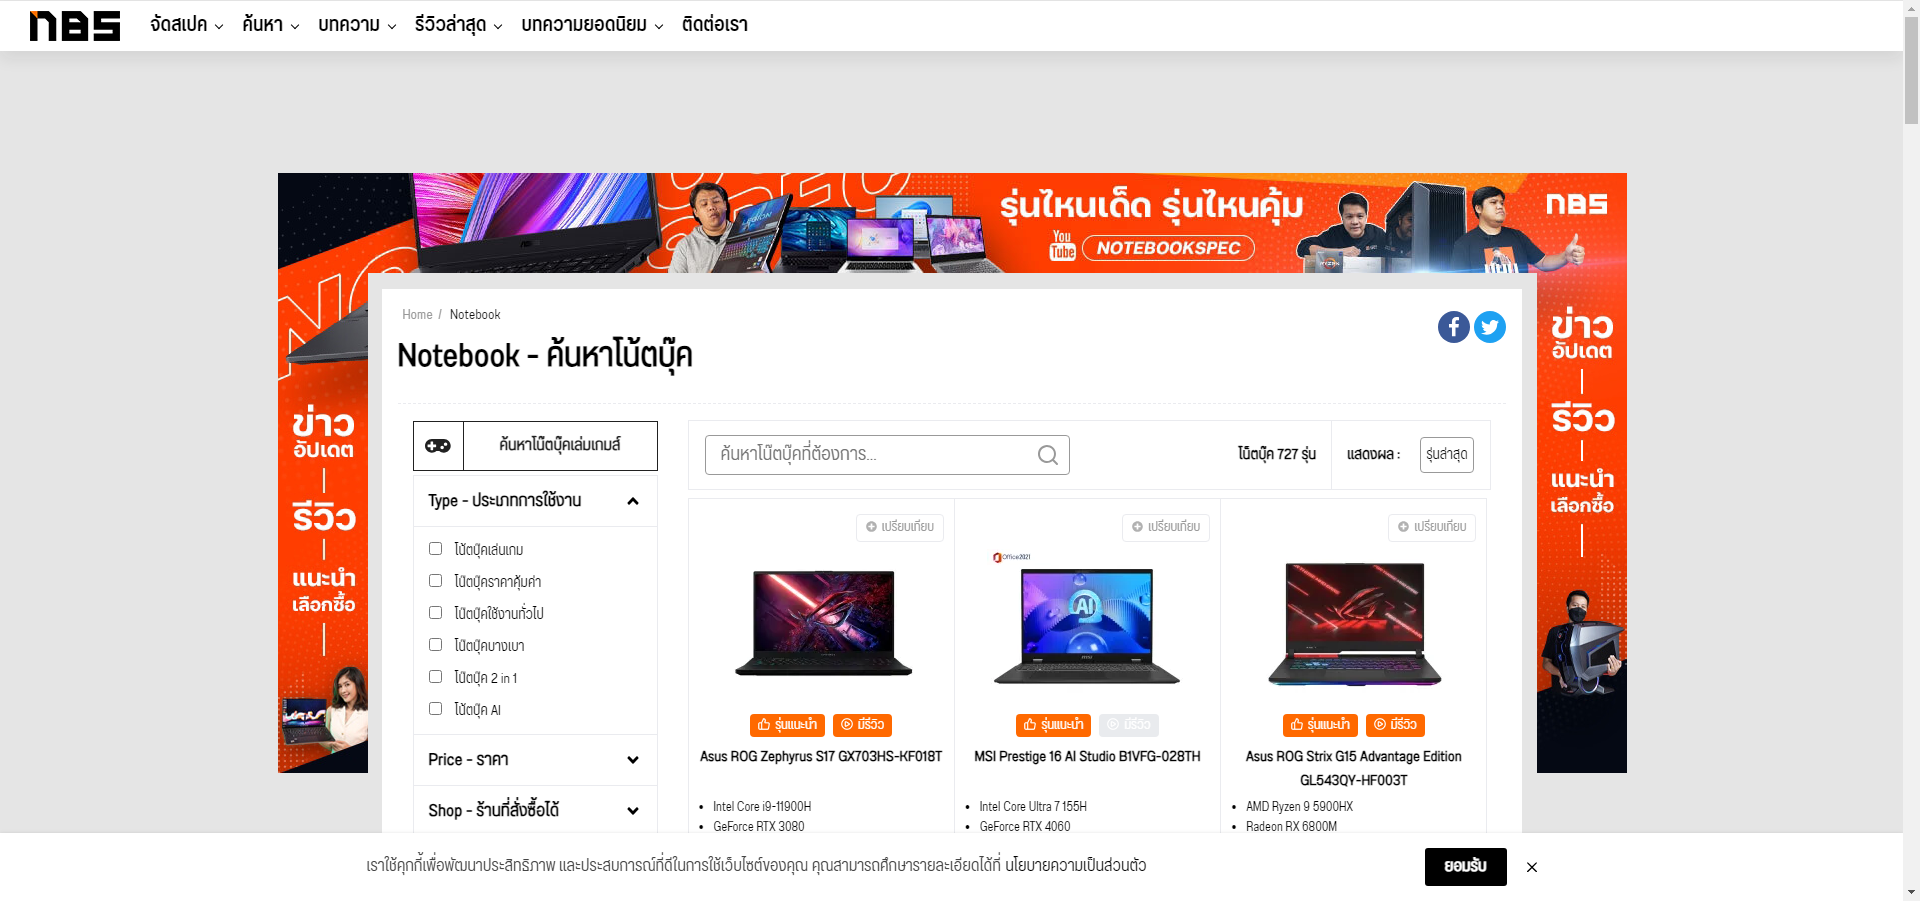 nBS จัดสเปค ค้นหา บทความ รีวิวล่าสุด บทความยอดนิยม ติดต่อเรา
รุ่นไหนเด็ด รุ่นไหนคุ้ม
nBS
You Tube NOTEBOOKSPEC
LEGION
RYZEN
Home / Notebook
Notebook - ค้นหาโน้ตบุ๊ค
ข่าว
อัปเดต
รีวิว
แนะนำ
เลือกซื้อ
ข่าว
อัปเดต
รีวิว
แนะนำ
เลือกซื้อ
ค้นหาโน๊ตบุ๊คเล่มเกมส์
ค้นหาโน๊ตบุ๊คที่ต้องการ...
โน็ตบุ๊ค 727 รุ่น
แสดงผล :
รุ่นล่าสุด
Type - ประเภทการใช้งาน
โน้ตบุ๊คเล่นเกม
โน้ตบุ๊คราคาคุ้มค่า
โน้ตบุ๊คใช้งานทั่วไป
โน้ตบุ๊คบางเบา
โน้ตบุ๊ค 2 in 1
โน้ตบุ๊ค AI
Price - ราคา
Shop - ร้านที่สั่งซื้อได้
เปรียบเทียบ
รุ่นแนะนำ มีรีวิว
Asus ROG Zephyrus S17 GX703HS-KF018T
Intel Core i9-11900H
GeForce RTX 3080
เปรียบเทียบ
Office2021
AI
รุ่นแนะนำ มีรีวิว
MSI Prestige 16 AI Studio B1VFG-028TH
Intel Core Ultra 7 155H
GeForce RTX 4060
เปรียบเทียบ
รุ่นแนะนำ มีรีวิว
Asus ROG Strix G15 Advantage Edition
GL543QY-HF003T
AMD Ryzen 9 5900HX
Radeon RX 6800M
เราใช้คุกกี้เพื่อพัฒนาประสิทธิภาพ และประสบการณ์ที่ดีในการใช้เว็บไซต์ของคุณ คุณสามารถศึกษารายละเอียดได้ที่ นโยบายความเป็นส่วนตัว
ยอมรับ